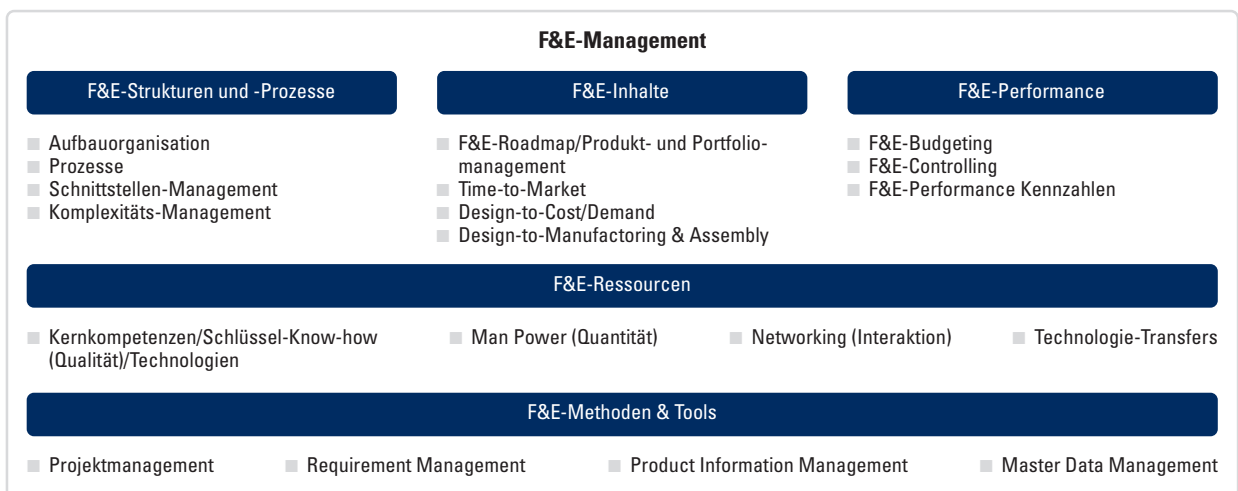 F&E-Management
F&E-Strukturen und -Prozesse
Aufbauorganisation
Prozesse
Schnittstellen-Management
Komplexitäts-Management
F&E-Inhalte
F&E-Roadmap/Produkt- und Portfolio-
management
Time-to-Market
Design-to-Cost/Demand
Design-to-Manufactoring & Assembly
F&E-Performance
F&E-Budgeting
F&E-Controlling
F&E-Performance Kennzahlen
F&E-Ressourcen
Kernkompetenzen/Schlüssel-Know-how
(Qualität)/Technologien
Man Power (Quantität)
Networking (Interaktion)
Technologie-Transfers
F&E-Methoden & Tools
Projektmanagement
Requirement Management
Product Information Management
Master Data Management